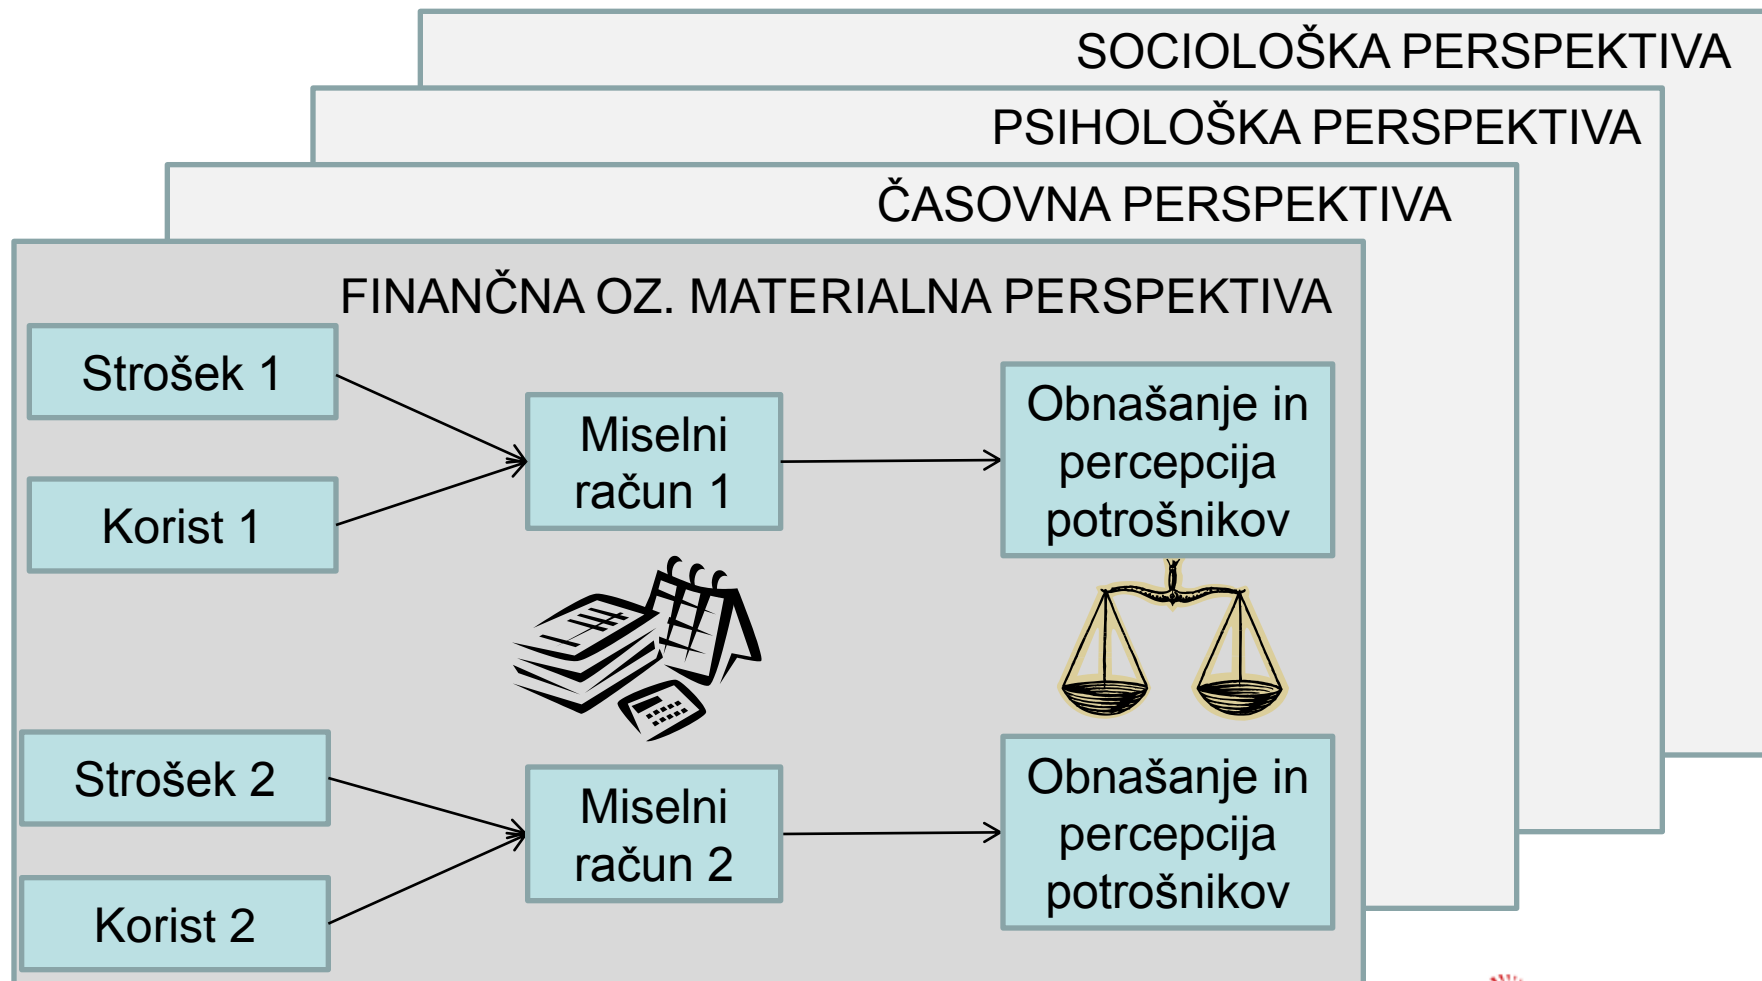 SOCIOLOŠKA PERSPEKTIVA
PSIHOLOŠKA PERSPEKTIVA
ČASOVNA PERSPEKTIVA
FINANČNA OZ. MATERIALNA PERSPEKTIVA
Strošek 1
Korist 1
Miselni
račun 1
Obnašanje in
percepcija
potrošnikov
Strošek 2
Korist 2
Miselni
račun 2
Obnašanje in
percepcija
potrošnikov